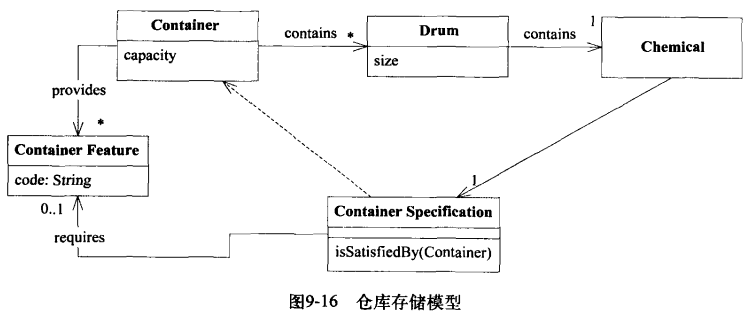 Container
capacity
contains
*
Drum
size
contains
1
Chemical
provides
*
Container Feature
code: String
0..1
requires
1
Container Specification
isSatisfiedBy(Container)
图9-16 仓库存储模型